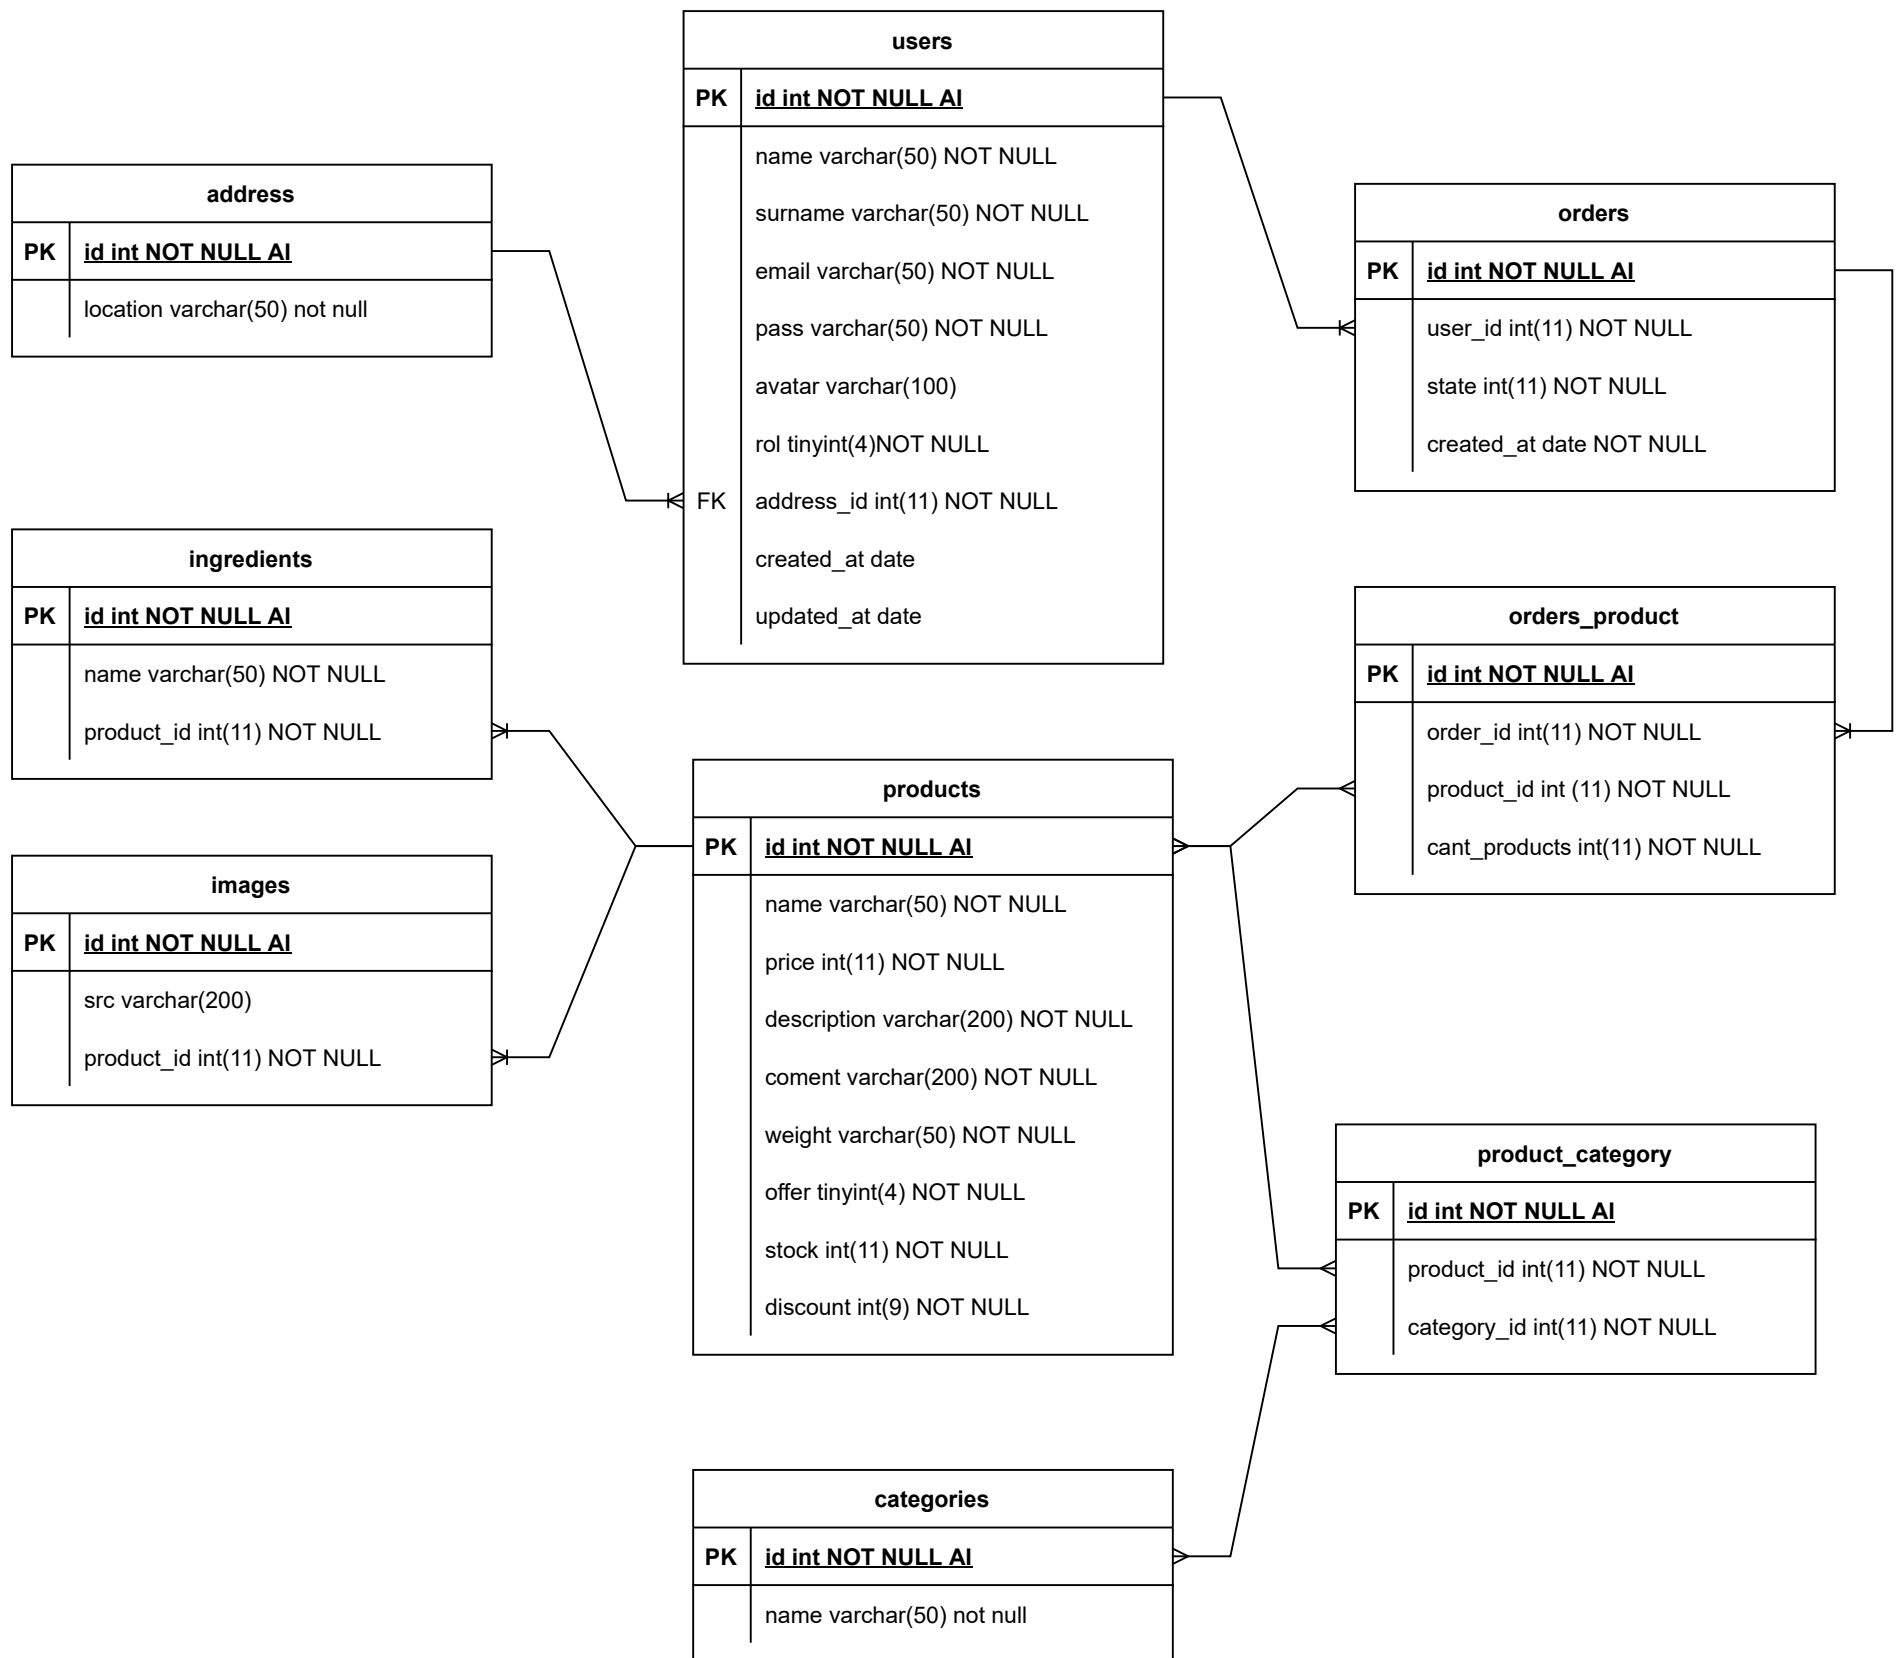 users
PK id int NOT NULL AI
name varchar(50) NOT NULL
surname varchar(50) NOT NULL
email varchar(50) NOT NULL
pass varchar(50) NOT NULL
avatar varchar(100)
rol tinyint(4)NOT NULL
FK address_id int(11) NOT NULL
created_at date
updated_at date
address
PK id int NOT NULL AI
location varchar(50) not null
orders
PK id int NOT NULL AI
user_id int(11) NOT NULL
state int(11) NOT NULL
created_at date NOT NULL
ingredients
PK id int NOT NULL AI
name varchar(50) NOT NULL
product_id int(11) NOT NULL
orders_product
PK id int NOT NULL AI
order_id int(11) NOT NULL
product_id int (11) NOT NULL
cant_products int(11) NOT NULL
products
PK id int NOT NULL AI
name varchar(50) NOT NULL
price int(11) NOT NULL
description varchar(200) NOT NULL
coment varchar(200) NOT NULL
weight varchar(50) NOT NULL
offer tinyint(4) NOT NULL
stock int(11) NOT NULL
discount int(9) NOT NULL
images
PK id int NOT NULL AI
src varchar(200)
product_id int(11) NOT NULL
product_category
PK id int NOT NULL AI
product_id int(11) NOT NULL
category_id int(11) NOT NULL
categories
PK id int NOT NULL AI
name varchar(50) not null